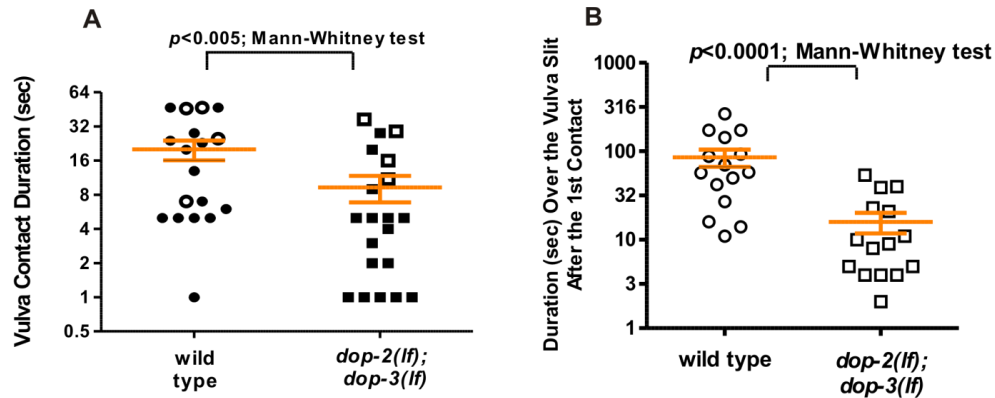 A
p<0.005; Mann-Whitney test
Vulva Contact Duration (sec)
64
32
16
8
4
2
1
0.5
wild
type
dop-2(lf);
dop-3(lf)
B
p<0.0001; Mann-Whitney test
Duration (sec) Over the Vulva Slit
After the 1st Contact
1000
316
100
32
10
3
1
wild type
dop-2(lf);
dop-3(lf)